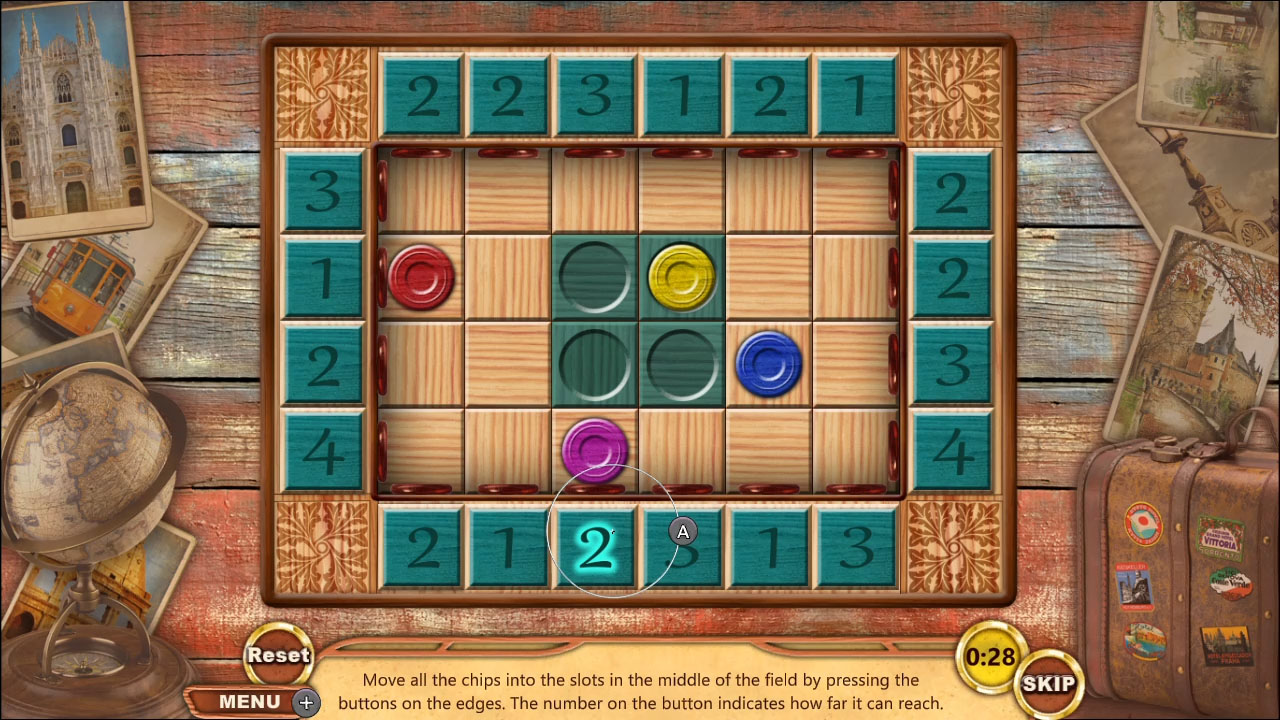 2 2 3 1 2 1
3 2
1 2
2 3
4 4
A
2 1 2 3 1 3
Reset
0:28
MENU +
SKIP
Move all the chips into the slots in the middle of the field by pressing the
buttons on the edges. The number on the button indicates how far it can reach.
VITTORIA